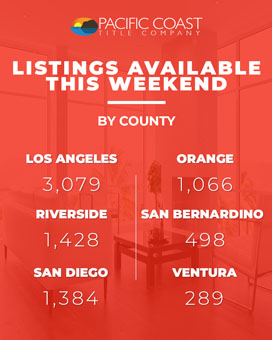 PACIFIC COAST
TITLE COMPANY
LISTINGS AVAILABLE
THIS WEEKEND
BY COUNTY
LOS ANGELES
3,079
ORANGE
1,066
RIVERSIDE
1,428
SAN BERNARDINO
498
SAN DIEGO
1,384
VENTURA
289